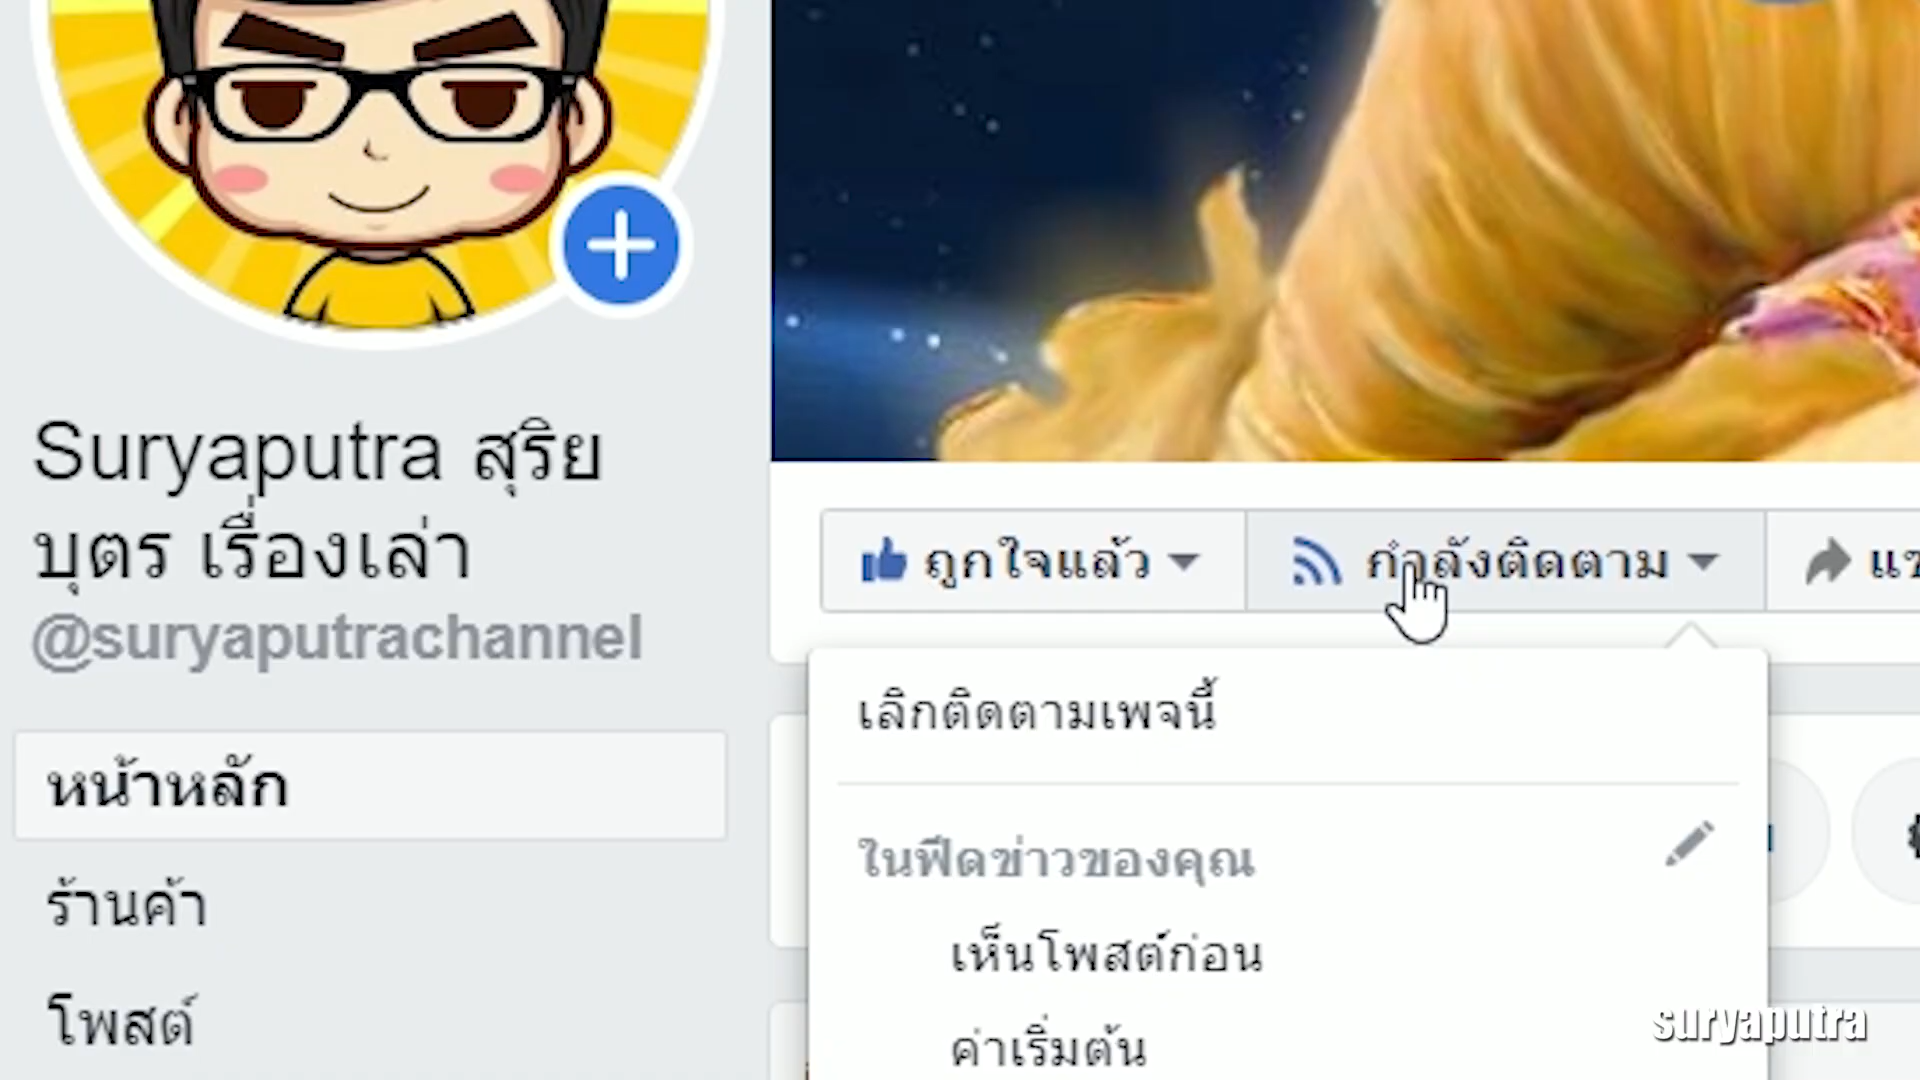 Suryaputra สุริย
บุตร เรื่องเล่า
@suryaputrachannel
หน้าหลัก
ร้านค้า
โพสต์
ถูกใจแล้ว
กำลังติดตาม
เลิกติดตามเพจนี้
ในฟีดข่าวของคุณ
เห็นโพสต์ก่อน
ค่าเริ่มต้น
suryaputra